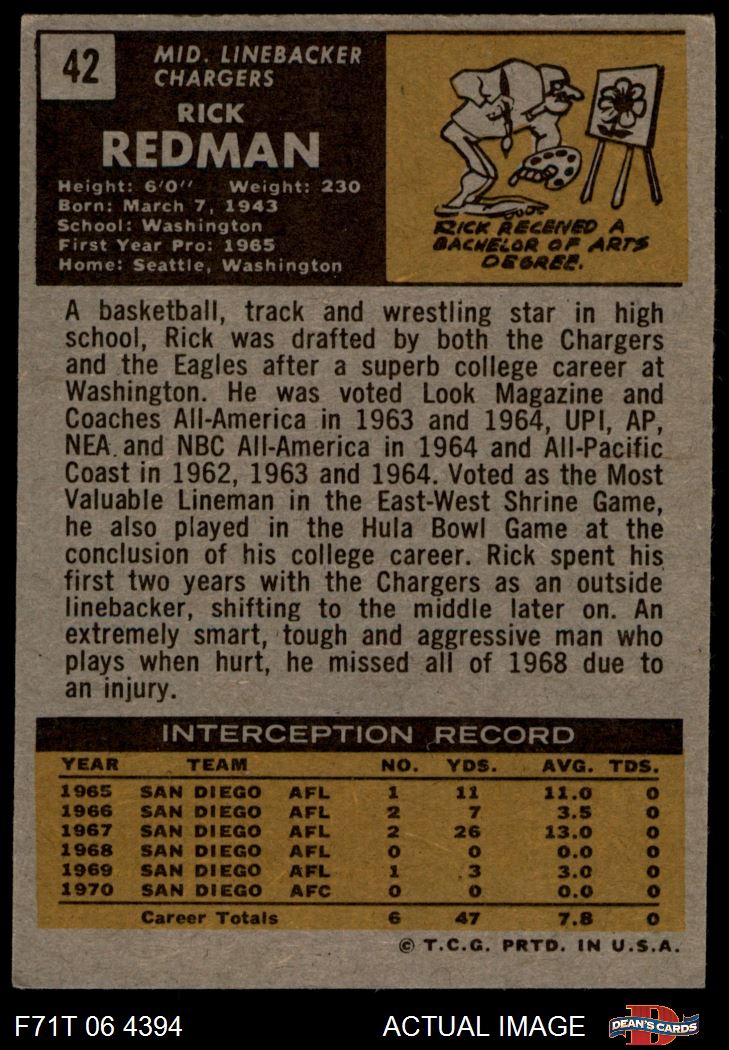 42
MID. LINEBACKER
CHARGERS
RICK
REDMAN
Height: 6'0" Weight: 230
Born: March 7, 1943
School: Washington
First Year Pro: 1965
Home: Seattle, Washington
RICK RECEIVED A
BACHELOR OF ARTS
DEGREE.
A basketball, track and wrestling star in high
school, Rick was drafted by both the Chargers
and the Eagles after a superb college career at
Washington. He was voted Look Magazine and
Coaches All-America in 1963 and 1964, UPI, AP,
NEA and NBC All-America in 1964 and All-Pacific
Coast in 1962, 1963 and 1964. Voted as the Most
Valuable Lineman in the East-West Shrine Game,
he also played in the Hula Bowl Game at the
conclusion of his college career. Rick spent his
first two years with the Chargers as an outside
linebacker, shifting to the middle later on. An
extremely smart, tough and aggressive man who
plays when hurt, he missed all of 1968 due to
an injury.
INTERCEPTION RECORD
YEAR TEAM NO. YDS. AVG. TDS.
1965 SAN DIEGO AFL 1 11 11.0 0
1966 SAN DIEGO AFL 2 7 3.5 0
1967 SAN DIEGO AFL 2 26 13.0 0
1968 SAN DIEGO AFL 0 0 0.0 0
1969 SAN DIEGO AFL 1 3 3.0 0
1970 SAN DIEGO AFC 0 0 0.0 0
Career Totals 6 47 7.8 0
© T.C.G. PRTD. IN U.S.A.
F71T 06 4394 ACTUAL IMAGE D DEAN'S CARDS